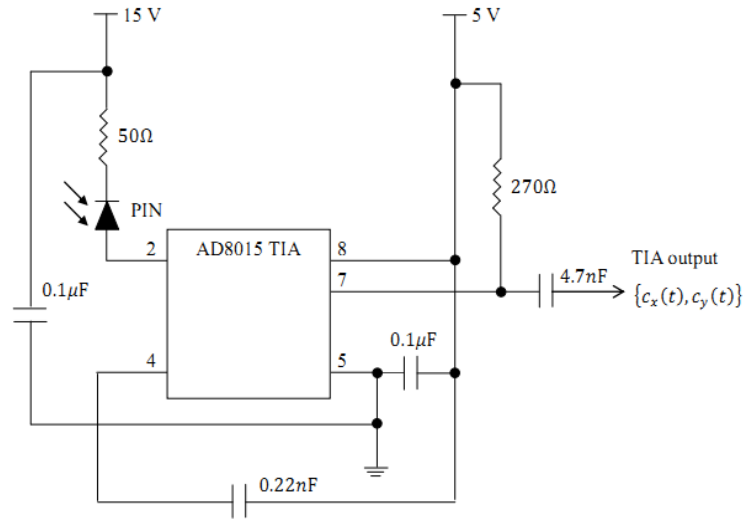 15 V
5 V
50Ω
PIN
270Ω
2
AD8015 TIA
8
7
4.7nF
TIA output
{c_x(t), c_y(t)}
0.1μF
0.1μF
4
5
0.22nF